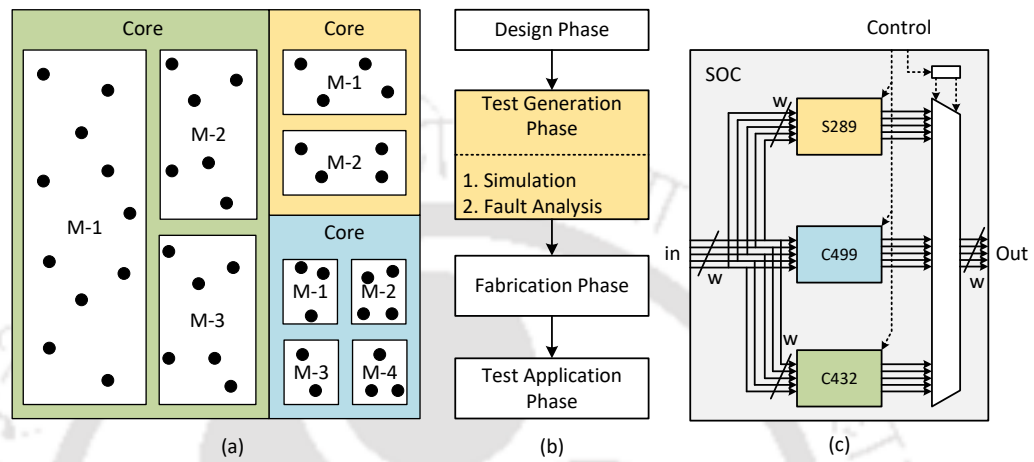 Core
M-1
M-2
M-3
Core
M-1
M-2
Core
M-1
M-2
M-3
M-4
(a)
Design Phase
Test Generation
Phase
1. Simulation
2. Fault Analysis
Fabrication Phase
Test Application
Phase
(b)
Control
SOC
w
S289
in
w
C499
Out
w
w
C432
(c)